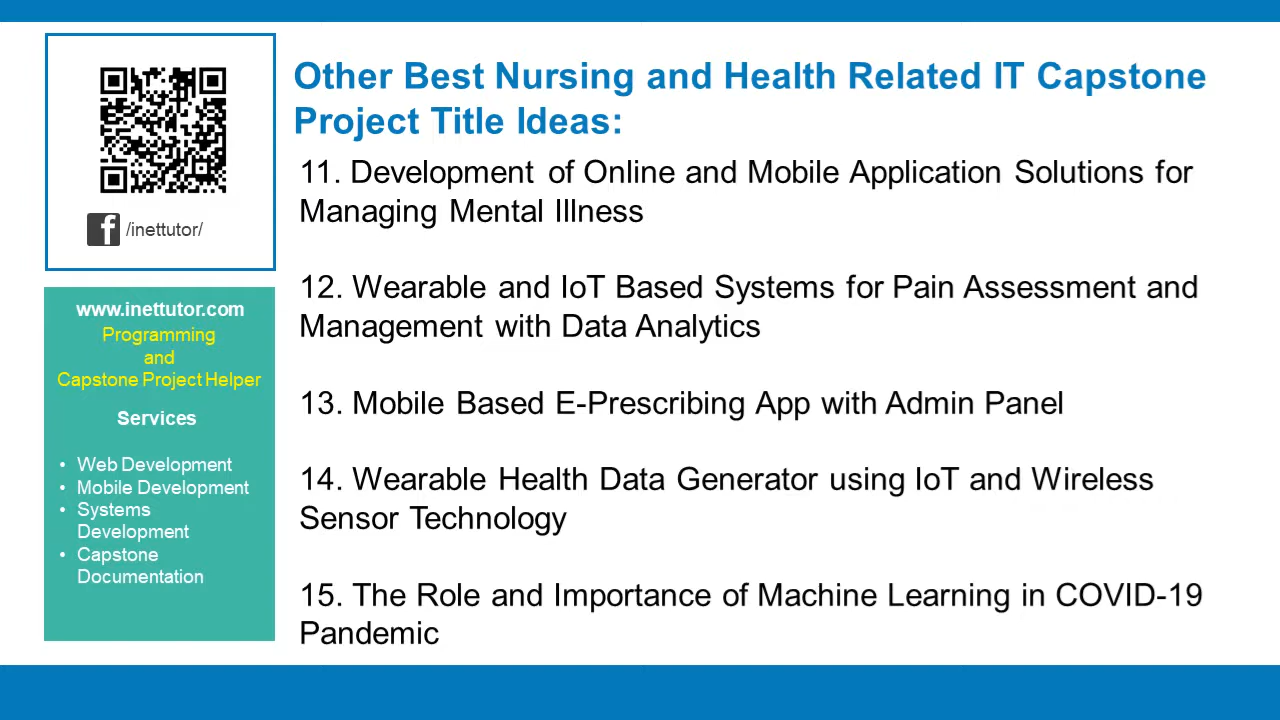 /inettutor/
www.inettutor.com
Programming
and
Capstone Project Helper
Services
• Web Development
• Mobile Development
• Systems
Development
• Capstone
Documentation
Other Best Nursing and Health Related IT Capstone
Project Title Ideas:
11. Development of Online and Mobile Application Solutions for
Managing Mental Illness
12. Wearable and IoT Based Systems for Pain Assessment and
Management with Data Analytics
13. Mobile Based E-Prescribing App with Admin Panel
14. Wearable Health Data Generator using IoT and Wireless
Sensor Technology
15. The Role and Importance of Machine Learning in COVID-19
Pandemic